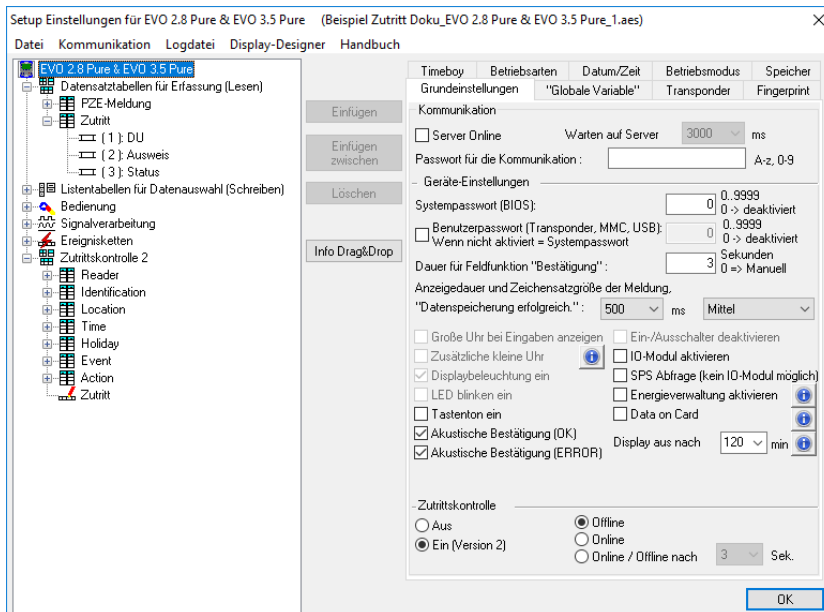 Setup Einstellungen für EVO 2.8 Pure & EVO 3.5 Pure (Beispiel Zutritt Doku_EVO 2.8 Pure & EVO 3.5 Pure_1.aes)
Datei Kommunikation Logdatei Display-Designer Handbuch
EVO 2.8 Pure & EVO 3.5 Pure
Datensatztabellen für Erfassung (Lesen)
PZE-Meldung
Zutritt
( 1 ): DU
( 2 ): Ausweis
( 3 ): Status
Listentabellen für Datenauswahl (Schreiben)
Bedienung
Signalverarbeitung
Ereignisketten
Zutrittskontrolle 2
Reader
Identification
Location
Time
Holiday
Event
Action
Zutritt
Einfügen
Einfügen
zwischen
Löschen
Info Drag&Drop
Timeboy Betriebsarten Datum/Zeit Betriebsmodus Speicher
Grundeinstellungen "Globale Variable" Transponder Fingerprint
Kommunikation
Server Online Warten auf Server 3000 ms
Passwort für die Kommunikation : A-z, 0-9
Geräte-Einstellungen
Systempasswort (BIOS): 0 0..9999
0 -> deaktiviert
Benutzerpasswort (Transponder, MMC, USB): 0 0..9999
Wenn nicht aktiviert = Systempasswort 0 -> deaktiviert
Dauer für Feldfunktion "Bestätigung" : 3 Sekunden
0 => Manuell
Anzeigedauer und Zeichensatzgröße der Meldung,
"Datenspeicherung erfolgreich." : 500 ms Mittel
Große Uhr bei Eingaben anzeigen Ein-/Ausschalter deaktivieren
Zusätzliche kleine Uhr IO-Modul aktivieren
Displaybeleuchtung ein SPS Abfrage (kein IO-Modul möglich)
LED blinken ein Energieverwaltung aktivieren
Tastenton ein Data on Card
Akustische Bestätigung (OK) Display aus nach 120 min
Akustische Bestätigung (ERROR)
Zutrittskontrolle
Aus Offline
Ein (Version 2) Online
Online / Offline nach 3 Sek.
OK